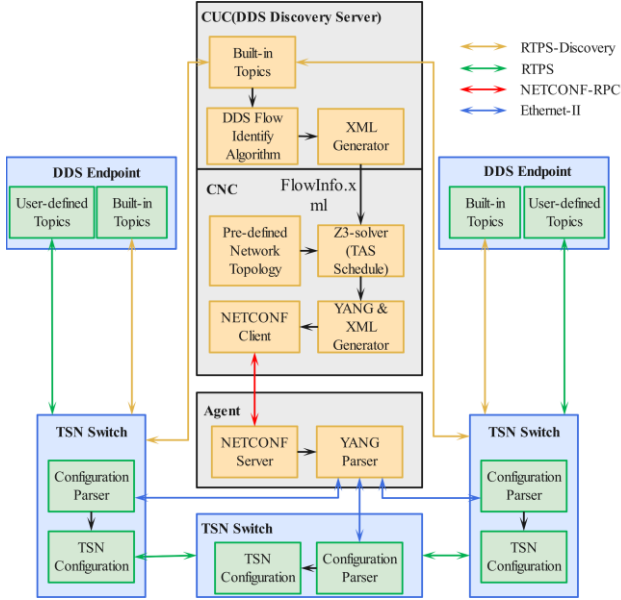 CUC(DDS Discovery Server)
Built-in
Topics
DDS Flow
Identify
Algorithm
XML
Generator
RTPS-Discovery
RTPS
NETCONF-RPC
Ethernet-II
DDS Endpoint
User-defined
Topics
Built-in
Topics
CNC
FlowInfo.x
ml
Pre-defined
Network
Topology
Z3-solver
(TAS
Schedule)
NETCONF
Client
YANG &
XML
Generator
DDS Endpoint
Built-in
Topics
User-defined
Topics
Agent
NETCONF
Server
YANG
Parser
TSN Switch
Configuration
Parser
TSN
Configuration
TSN Switch
TSN
Configuration
Configuration
Parser
TSN Switch
Configuration
Parser
TSN
Configuration